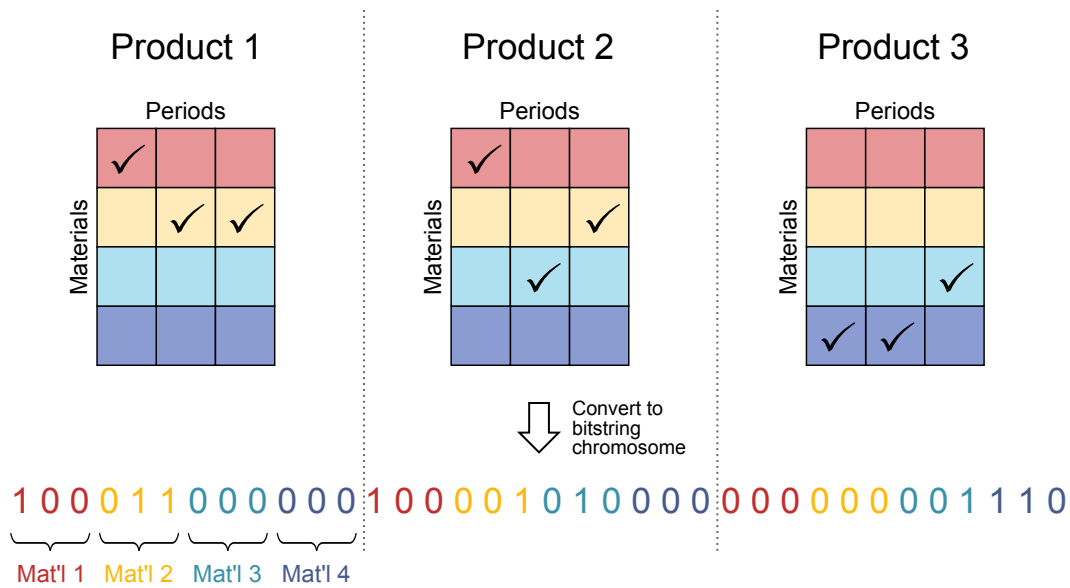 Product 1
Product 2
Product 3
Periods
Periods
Periods
Materials
Materials
Materials
Convert to
bitstring
chromosome
1 0 0 0 1 1 0 0 0 0 0 0 1 0 0 0 0 1 0 1 0 0 0 0 0 0 0 0 0 0 0 0 1 1 1 0
Mat'l 1 Mat'l 2 Mat'l 3 Mat'l 4